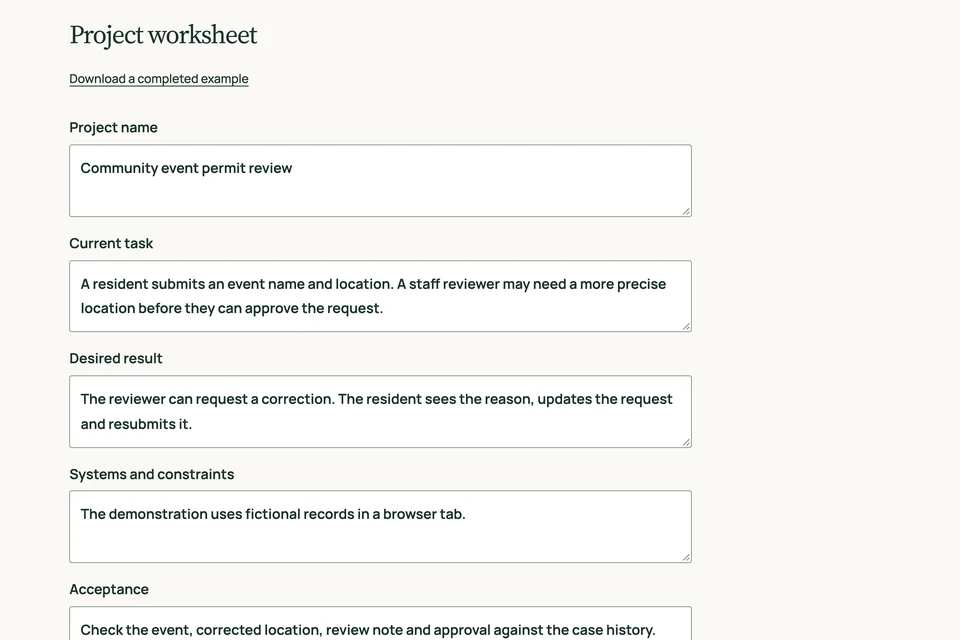 Project worksheet
Download a completed example
Project name
Community event permit review
Current task
A resident submits an event name and location. A staff reviewer may need a more precise
location before they can approve the request.
Desired result
The reviewer can request a correction. The resident sees the reason, updates the request
and resubmits it.
Systems and constraints
The demonstration uses fictional records in a browser tab.
Acceptance
Check the event, corrected location, review note and approval against the case history.